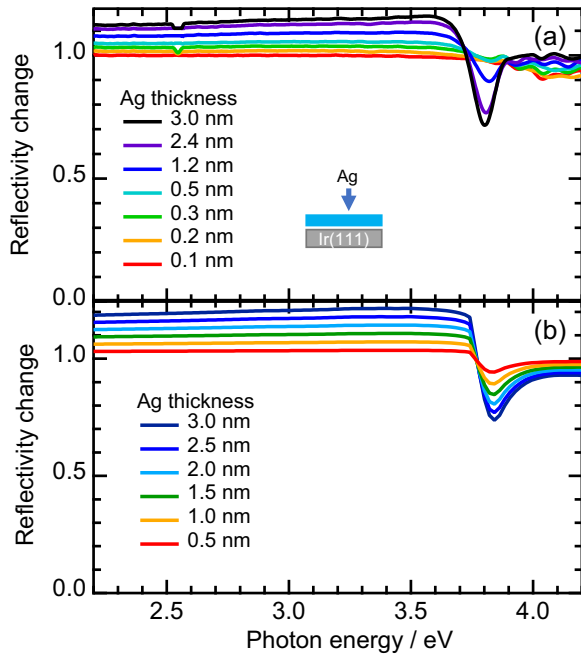 (a)
1.0
Reflectivity change
Ag thickness
3.0 nm
2.4 nm
1.2 nm
0.5 nm
0.3 nm
0.2 nm
0.1 nm
Ag
Ir(111)
0.5
0.0
(b)
1.0
Reflectivity change
Ag thickness
3.0 nm
2.5 nm
2.0 nm
1.5 nm
1.0 nm
0.5 nm
0.5
0.0
2.5 3.0 3.5 4.0
Photon energy / eV